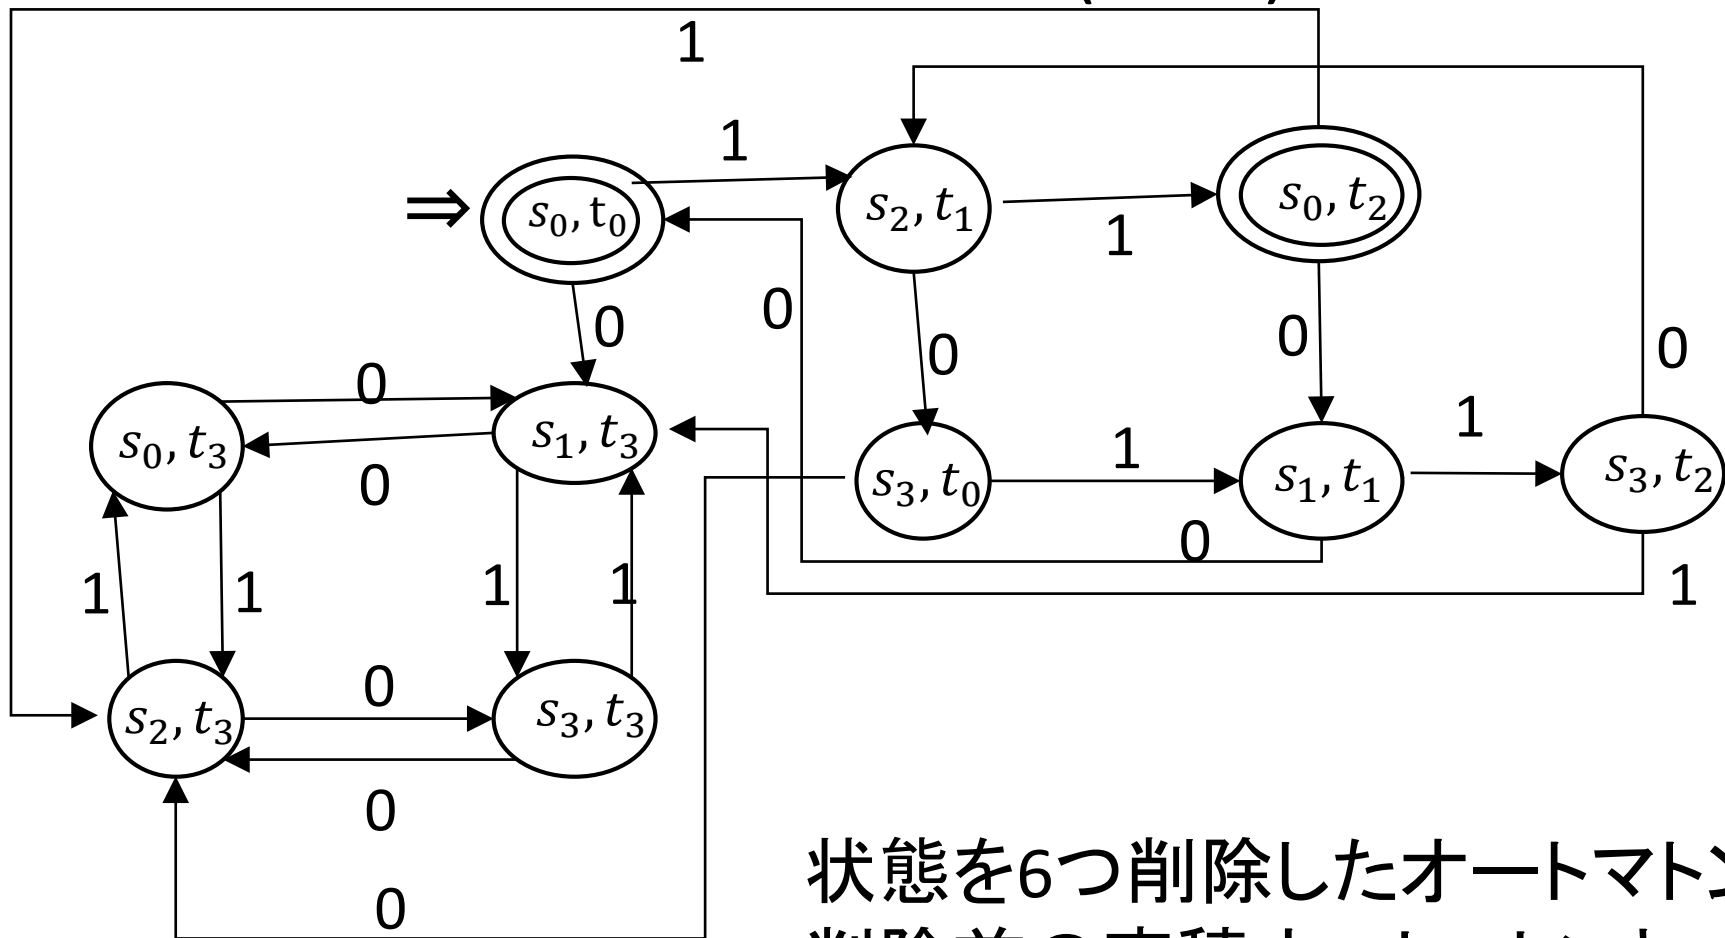 1
1
⇒
s₀, t₀
s₂, t₁
s₀, t₂
1
0
0
0
0
0
0
s₀, t₃
s₁, t₃
0
s₃, t₀
1
s₁, t₁
1
s₃, t₂
0
1
1
1
1
1
0
s₂, t₃
s₃, t₃
0
0
状態を6つ削除したオートマトン